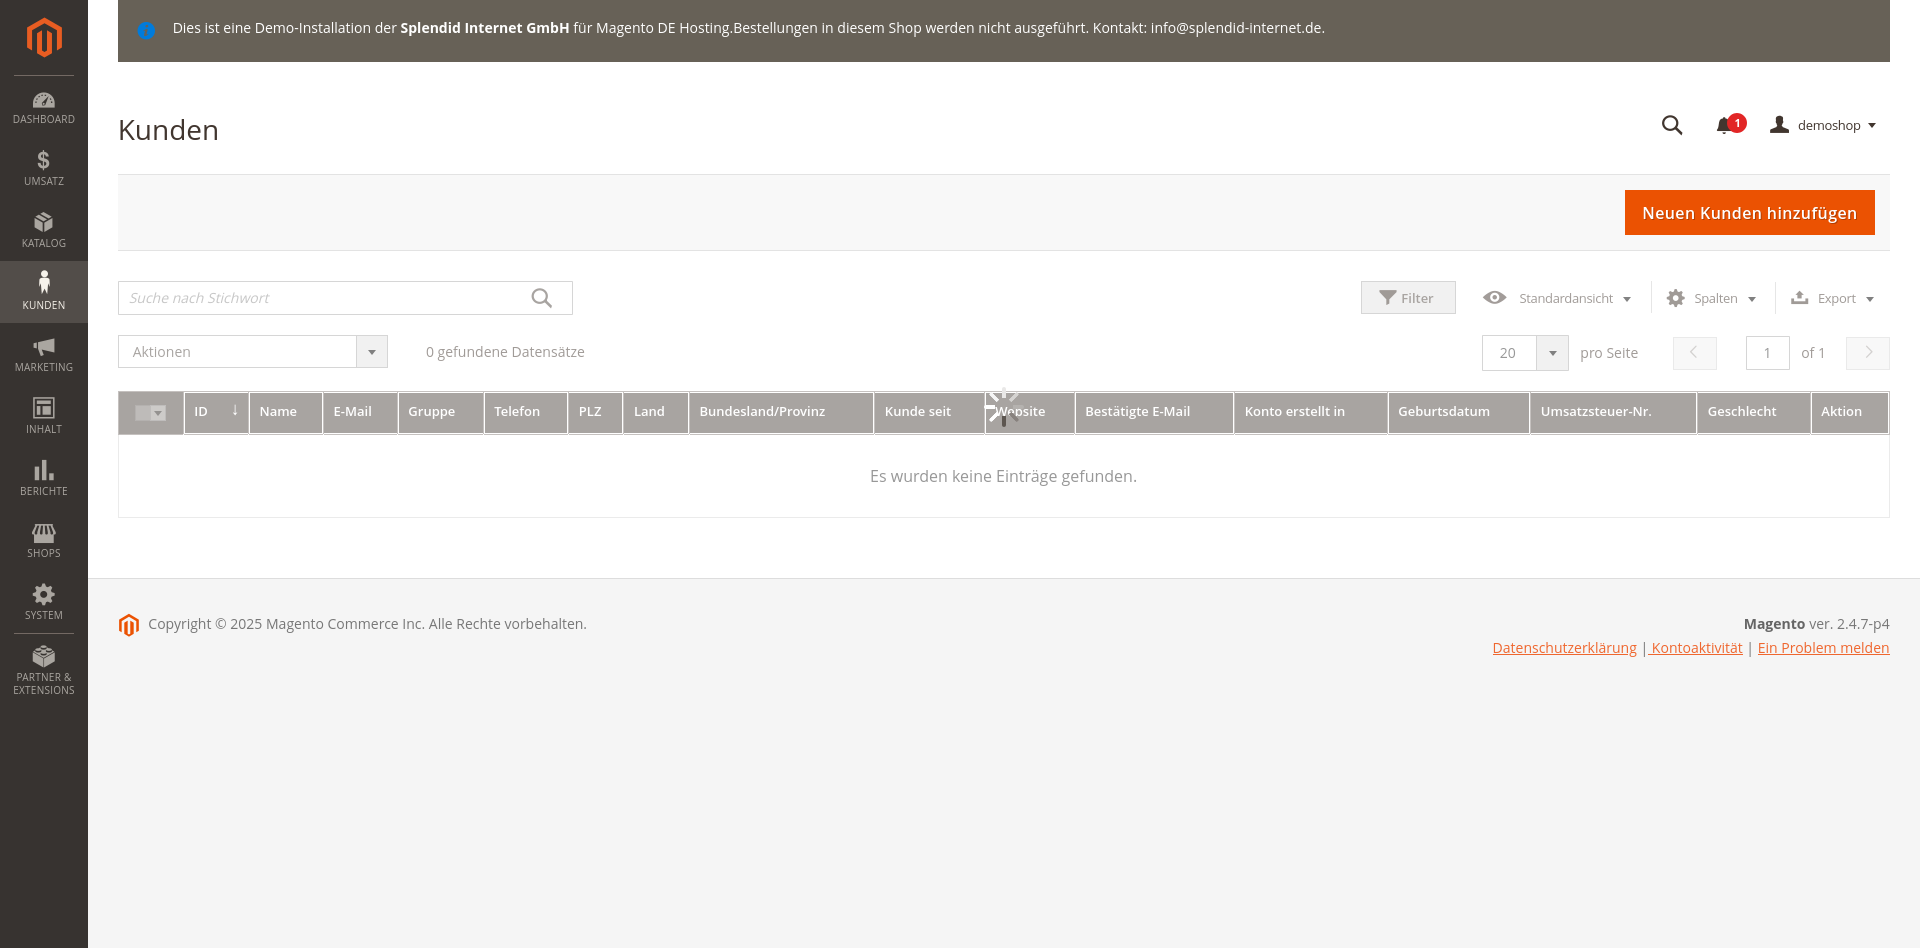 Dies ist eine Demo-Installation der Splendid Internet GmbH für Magento DE Hosting.Bestellungen in diesem Shop werden nicht ausgeführt. Kontakt: info@splendid-internet.de.
DASHBOARD
UMSATZ
KATALOG
KUNDEN
MARKETING
INHALT
BERICHTE
SHOPS
SYSTEM
PARTNER &
EXTENSIONS
Kunden
1
demoshop
Neuen Kunden hinzufügen
Suche nach Stichwort
Filter
Standardansicht
Spalten
Export
Aktionen
0 gefundene Datensätze
20
pro Seite
1
of 1
ID ↓ Name E-Mail Gruppe Telefon PLZ Land Bundesland/Provinz Kunde seit Website Bestätigte E-Mail Konto erstellt in Geburtsdatum Umsatzsteuer-Nr. Geschlecht Aktion
Es wurden keine Einträge gefunden.
Copyright © 2025 Magento Commerce Inc. Alle Rechte vorbehalten.
Magento ver. 2.4.7-p4
Datenschutzerklärung | Kontoaktivität | Ein Problem melden